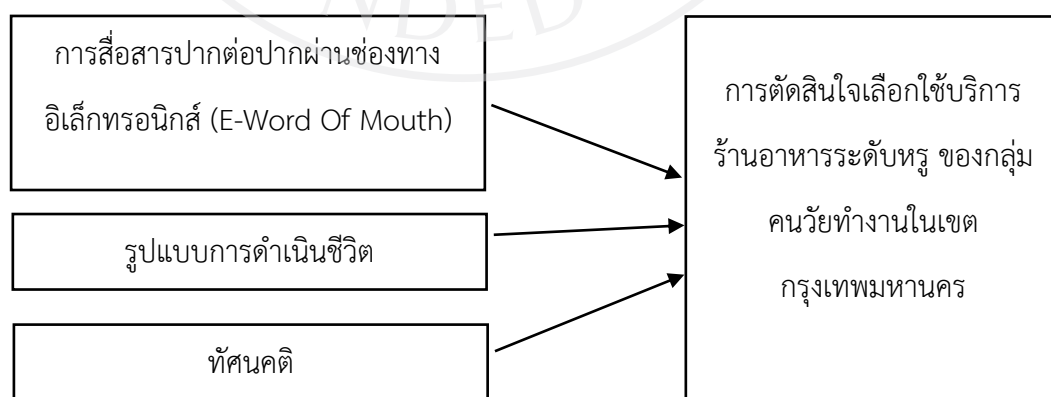 การสื่อสารปากต่อปากผ่านช่องทาง
อิเล็กทรอนิกส์ (E-Word Of Mouth)
รูปแบบการดำเนินชีวิต
ทัศนคติ
การตัดสินใจเลือกใช้บริการ
ร้านอาหารระดับหรู ของกลุ่ม
คนวัยทำงานในเขต
กรุงเทพมหานคร